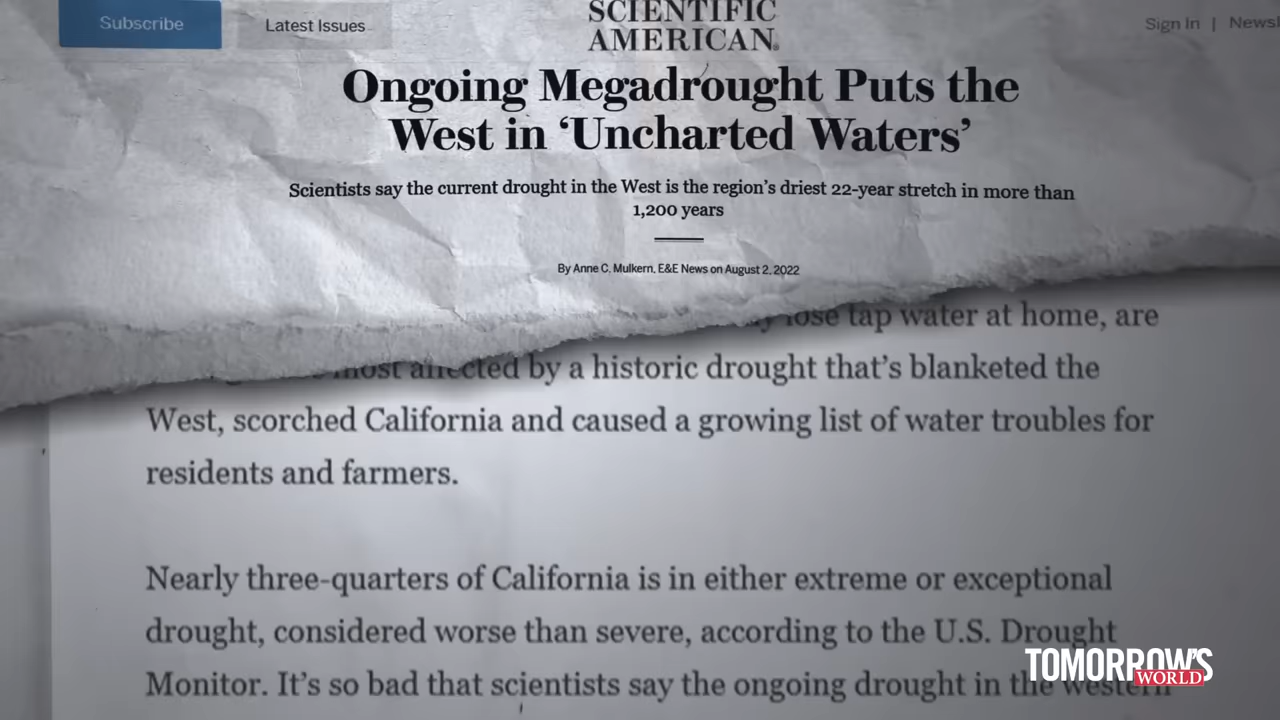 Subscribe
Latest Issues
SCIENTIFIC
AMERICAN
Sign In |
Ongoing Megadrought Puts the
West in ‘Uncharted Waters’
Scientists say the current drought in the West is the region’s driest 22-year stretch in more than
1,200 years
By Anne C. Mulkern, E&E News on August 2, 2022
lose tap water at home, are
most affected by a historic drought that’s blanketed the
West, scorched California and caused a growing list of water troubles for
residents and farmers.
Nearly three-quarters of California is in either extreme or exceptional
drought, considered worse than severe, according to the U.S. Drought
Monitor. It’s so bad that scientists say the ongoing drought in the western
TOMORROW'S
WORLD